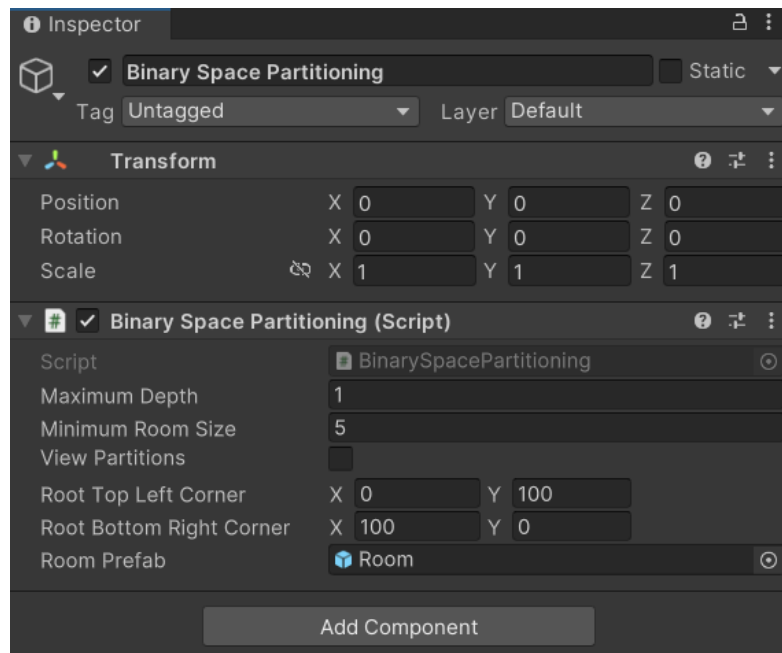 Inspector
Binary Space Partitioning Static
Tag Untagged Layer Default
Transform
Position X 0 Y 0 Z 0
Rotation X 0 Y 0 Z 0
Scale X 1 Y 1 Z 1
# Binary Space Partitioning (Script)
Script # BinarySpacePartitioning
Maximum Depth 1
Minimum Room Size 5
View Partitions
Root Top Left Corner X 0 Y 100
Root Bottom Right Corner X 100 Y 0
Room Prefab Room
Add Component